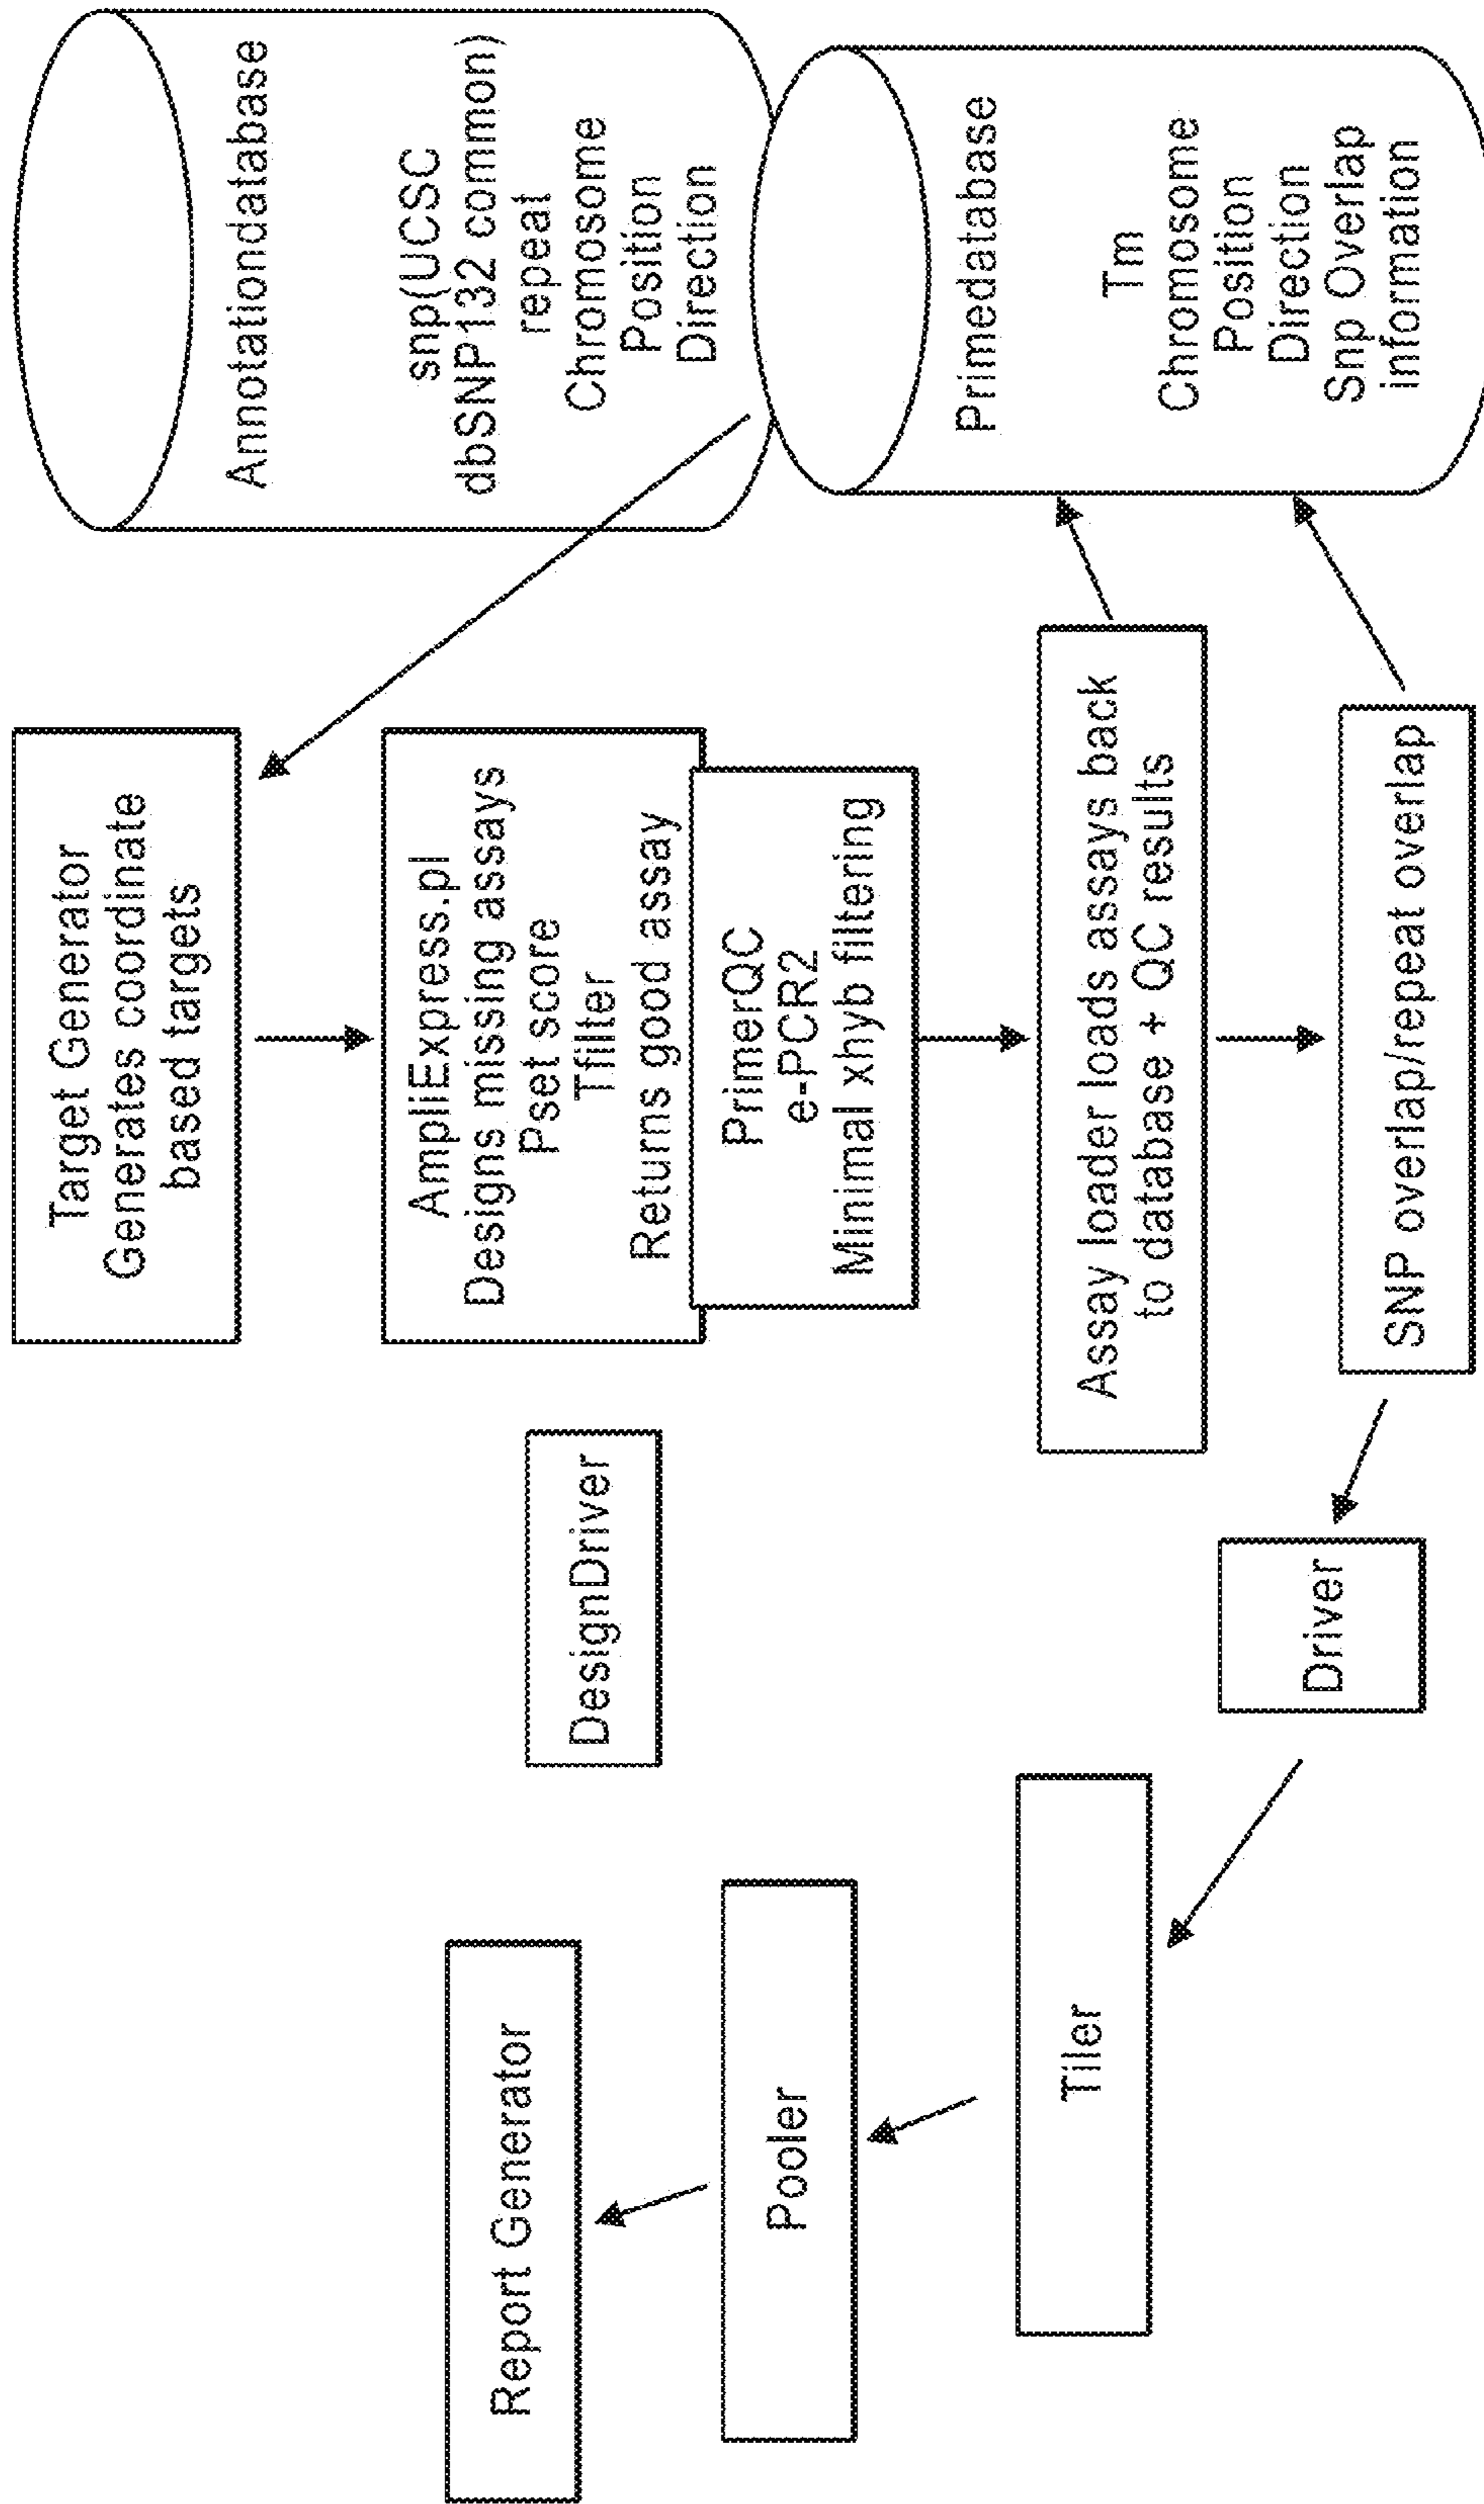 Target Generator
Generates coordinate
based targets
AmpliExpress.pl
Designs missing assays
Pset score
Tfilter
Returns good assay
PrimerQC
e-PCR2
Minimal xhyb filtering
Assay loader loads assays back
to database + QC results
SNP overlap/repeat overlap
Annotationdatabase
snp(UCSC
dbSNP132 common)
repeat
Chromosome
Position
Direction
Primedatabase
Tm
Chromosome
Position
Direction
Snp Overlap
information
DesignDriver
Driver
Tiller
Pooler
Report Generator